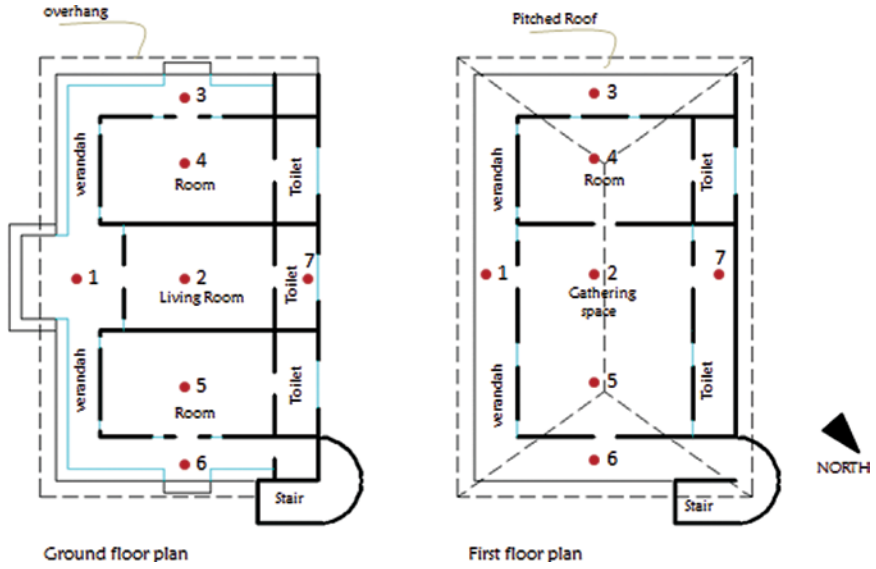 overhang
Pitched Roof
3
3
verandah
4
Room
Toilet
4
Room
Toilet
verandah
1
2
Living Room
Toilet
7
1
2
Gathering
space
7
verandah
5
Room
Toilet
verandah
5
Toilet
6
6
Stair
Stair
NORTH
Ground floor plan
First floor plan